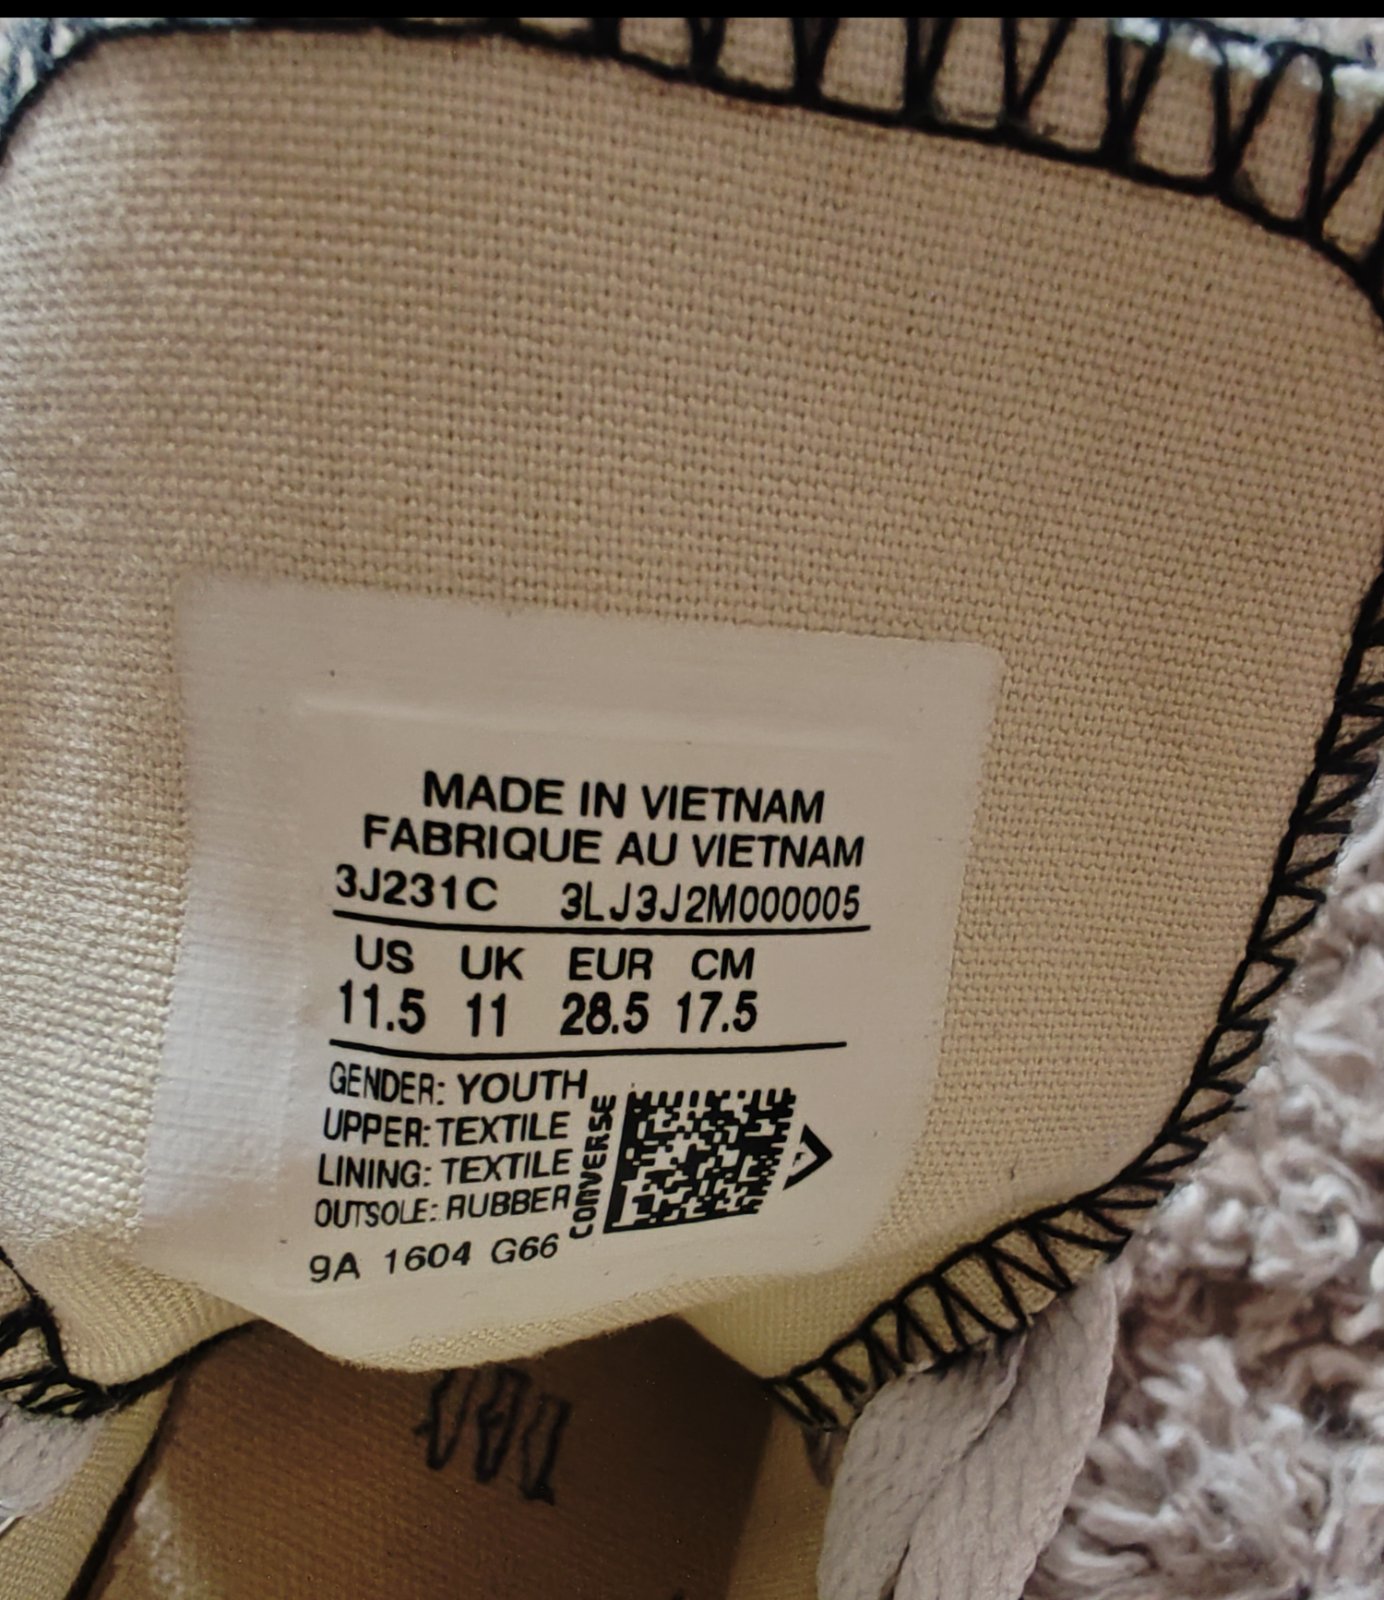 MADE IN VIETNAM
FABRIQUE AU VIETNAM
3J231C 3LJ3J2M000005
US UK EUR CM
11.5 11 28.5 17.5
GENDER: YOUTH
UPPER: TEXTILE
LINING: TEXTILE
OUTSOLE: RUBBER
9A 1604 G66
CONVERSE